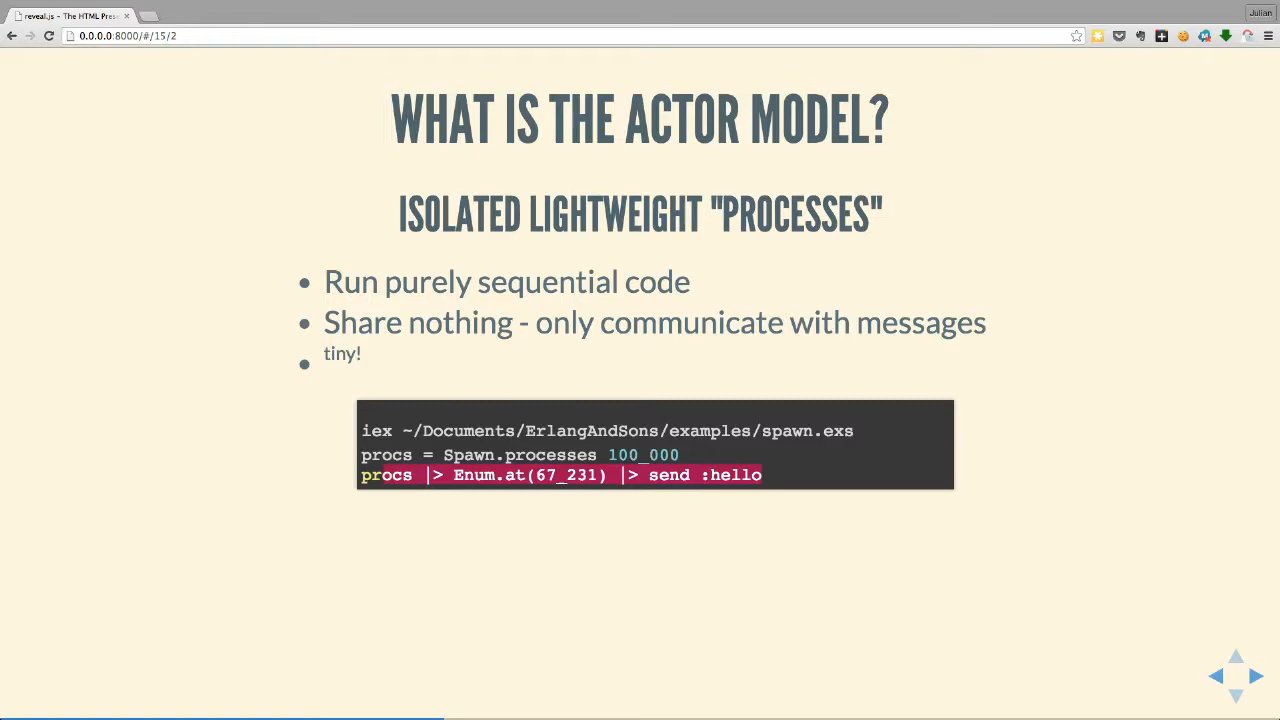 reveal.js – The HTML Pres
Julian
0.0.0.0:8000/#/15/2
WHAT IS THE ACTOR MODEL?
ISOLATED LIGHTWEIGHT "PROCESSES"
• Run purely sequential code
• Share nothing - only communicate with messages
• tiny!
iex ~/Documents/ErlangAndSons/examples/spawn.exs
procs = Spawn.processes 100_000
procs |> Enum.at(67_231) |> send :hello